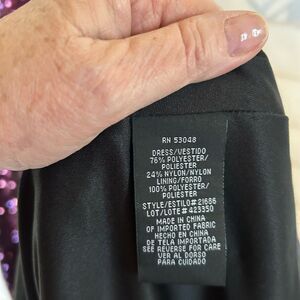 RN 53048
DRESS/VESTIDO
76% POLYESTER/
POLIESTER
24% NYLON/NYLON
LINING/FORRO
100% POLYESTER/
POLIESTER
STYLE/ESTILO#21686
LOT/LOTE#423350
MADE IN CHINA
OF IMPORTED FABRIC
HECHO EN CHINA
DE TELA IMPORTADA
SEE REVERSE FOR CARE
VER AL DORSO
PARA CUIDADO